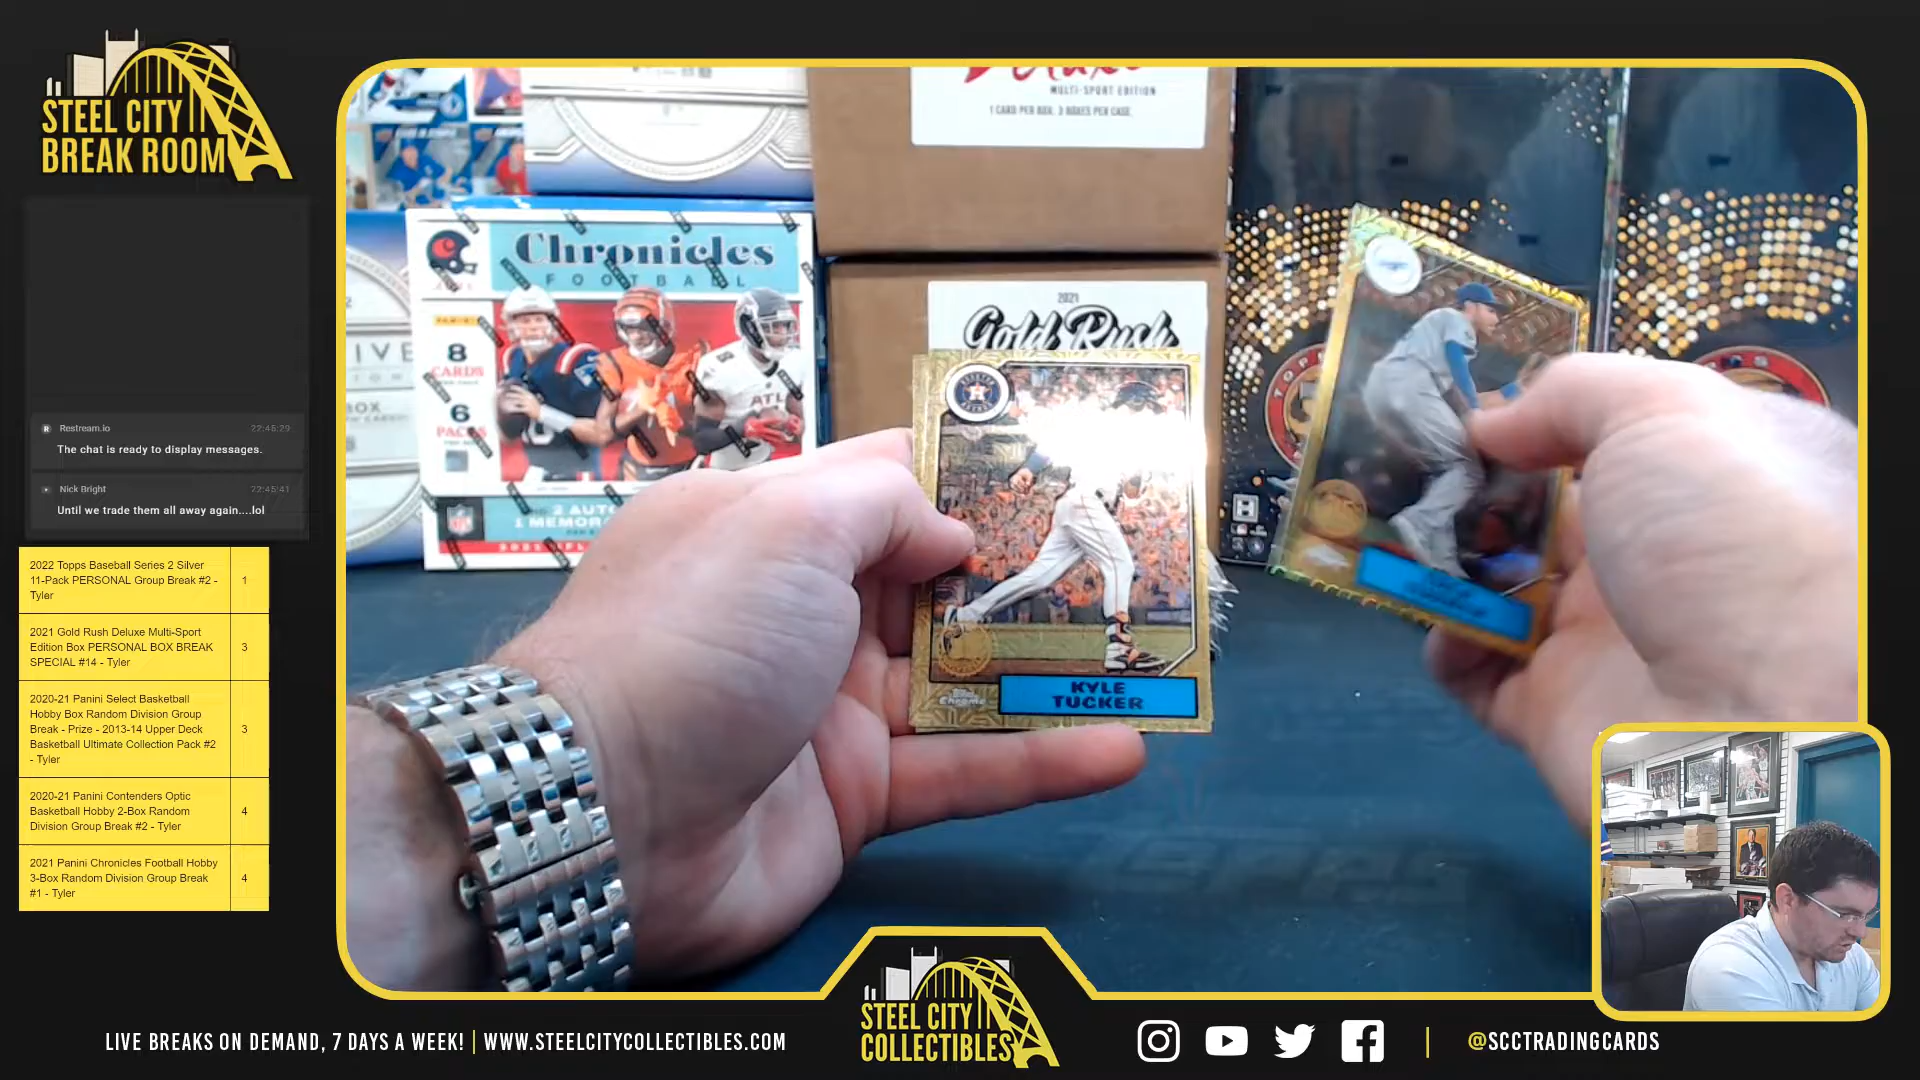 STEEL CITY
BREAK ROOM
Restream.io 22:45:29
The chat is ready to display messages.
Nick Bright 22:45:41
Until we trade them all away again....lol
2022 Topps Baseball Series 2 Silver
11-Pack PERSONAL Group Break #2 -
Tyler
1
2021 Gold Rush Deluxe Multi-Sport
Edition Box PERSONAL BOX BREAK
SPECIAL #14 - Tyler
3
2020-21 Panini Select Basketball
Hobby Box Random Division Group
Break - Prize - 2013-14 Upper Deck
Basketball Ultimate Collection Pack #2
- Tyler
3
2020-21 Panini Contenders Optic
Basketball Hobby 2-Box Random
Division Group Break #2 - Tyler
4
2021 Panini Chronicles Football Hobby
3-Box Random Division Group Break
#1 - Tyler
4
MULTI-SPORT EDITION
1 CARD PER BOX. 3 BOXES PER CASE
Chronicles
FOOTBALL
8
CARDS
6
PACKS
2021
Gold Rush
KYLE
TUCKER
Topps
Chrome
STEEL CITY
COLLECTIBLES
LIVE BREAKS ON DEMAND, 7 DAYS A WEEK! | WWW.STEELCITYCOLLECTIBLES.COM
@SCCTRADINGCARDS